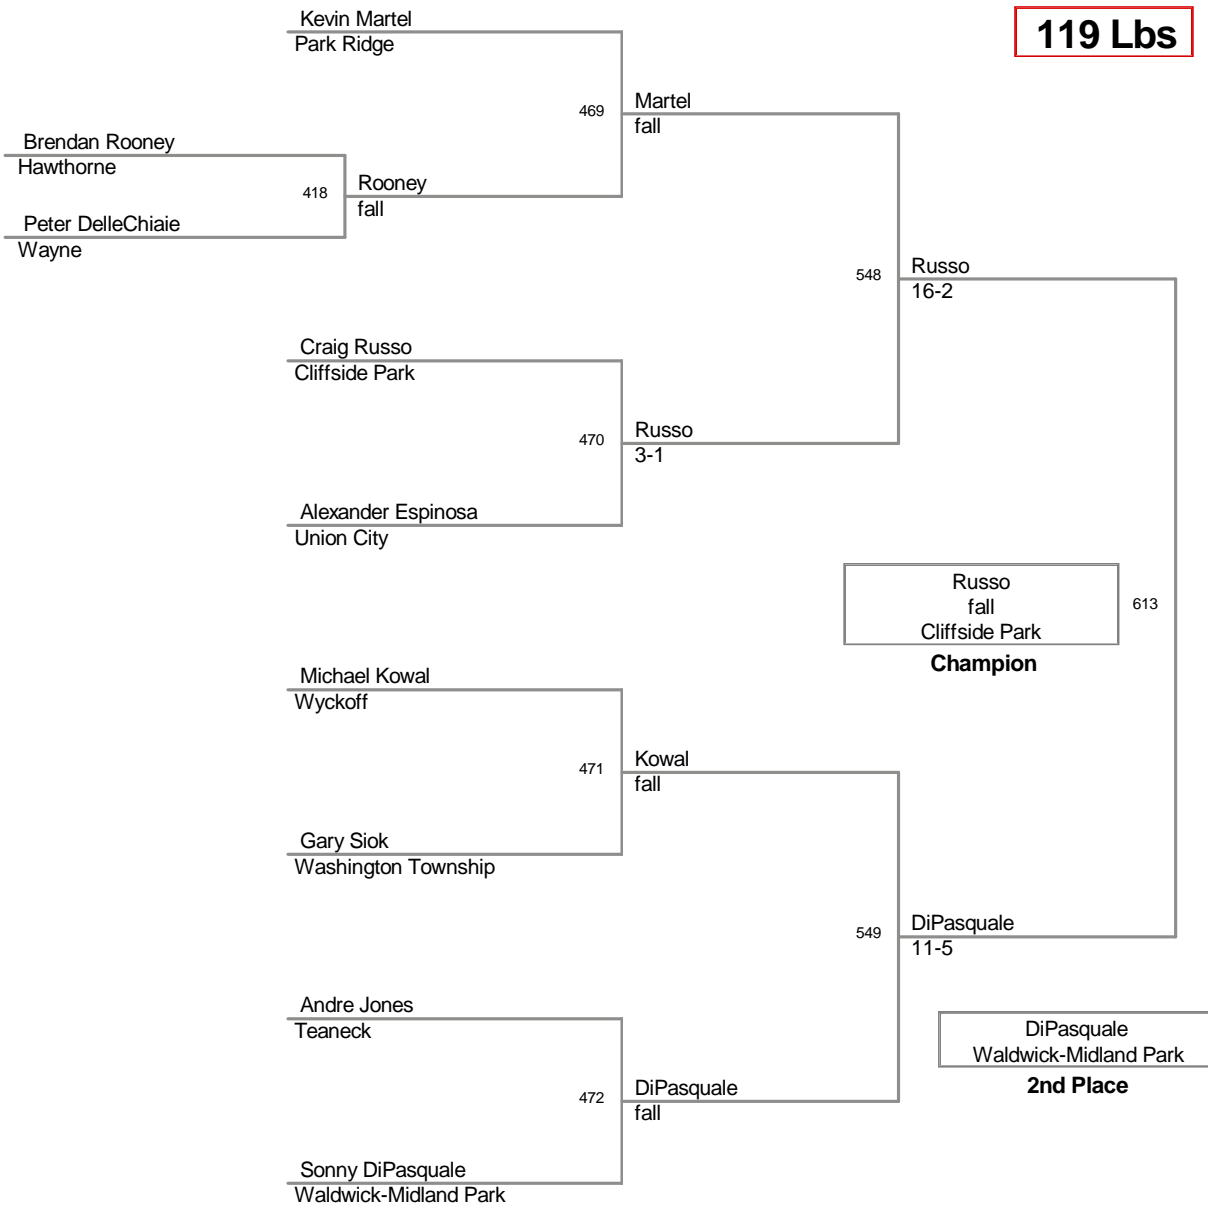 Kevin Martel
Park Ridge
119 Lbs
469
Martel
fall
Brendan Rooney
Hawthorne
418
Rooney
fall
Peter DelleChiaie
Wayne
548
Russo
16-2
Craig Russo
Cliffside Park
470
Russo
3-1
Alexander Espinosa
Union City
Russo
fall
Cliffside Park
613
Champion
Michael Kowal
Wyckoff
471
Kowal
fall
Gary Siok
Washington Township
549
DiPasquale
11-5
Andre Jones
Teaneck
DiPasquale
Waldwick-Midland Park
2nd Place
472
DiPasquale
fall
Sonny DiPasquale
Waldwick-Midland Park